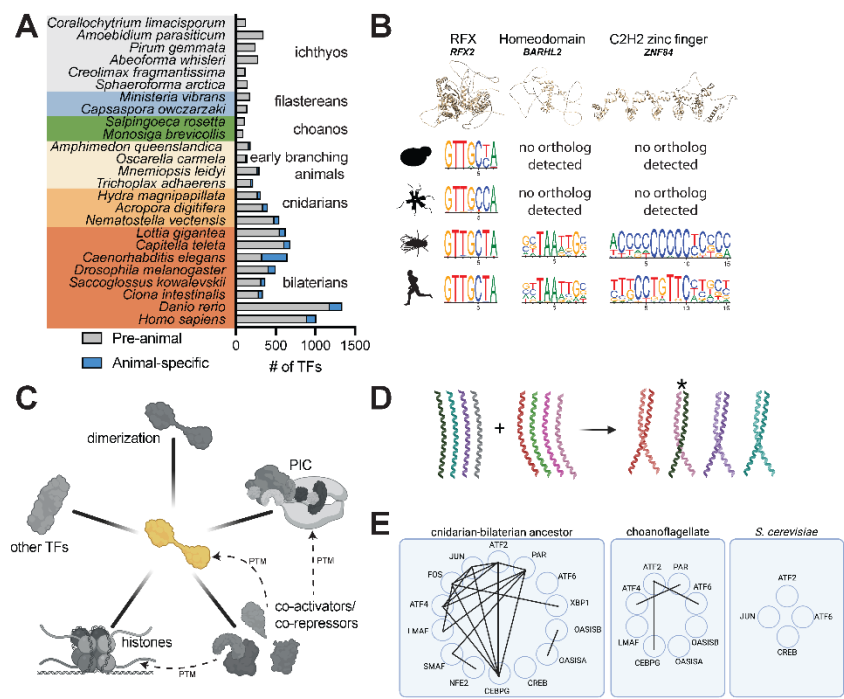 A
Corallochytrium limacisporum
Amoebidium parasiticum
Pirum gemmata
Abeoforma whisleri
Creolimax fragmantissima
Sphaeroforma arctica
ichthyos
Ministeria vibrans
Capsaspora owczarzaki
filastereans
Salpingoeca rosetta
Monosiga brevicollis
choanos
Amphimedon queenslandica
Oscarella carmela
Mnemiopsis leidyi
Trichoplax adhaerens
early branching
animals
Hydra magnipapillata
Acropora digitifera
Nematostella vectensis
cnidarians
Lottia gigantea
Capitella teleta
Caenorhabditis elegans
Drosophila melanogaster
Saccoglossus kowalevskii
Ciona intestinalis
Danio rerio
Homo sapiens
bilaterians
0 500 1000 1500
# of TFs
Pre-animal
Animal-specific
B
RFX
RFX2
Homeodomain
BARHL2
C2H2 zinc finger
ZNF84
no ortholog
detected
no ortholog
detected
no ortholog
detected
no ortholog
detected
C
dimerization
PIC
other TFs
PTM
PTM
co-activators/
co-repressors
histones
PTM
D
+
*
E
cnidarian-bilaterian ancestor
ATF2
JUN
PAR
FOS
ATF6
ATF4
XBP1
LMAF
OASISB
SMAF
OASISA
NFE2
CREB
CEBPG
choanoflagellate
ATF2
PAR
ATF4
ATF6
LMAF
OASISB
CEBPG
OASISA
S. cerevisiae
ATF2
JUN
ATF6
CREB